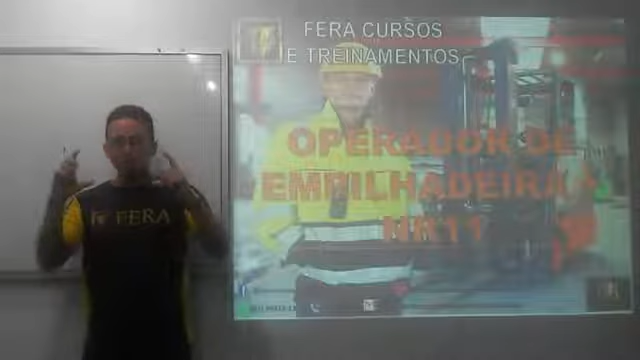 FERA CURSOS
E TREINAMENTOS
OPERADOR DE
EMPILHADEIRA
NR11
FERA